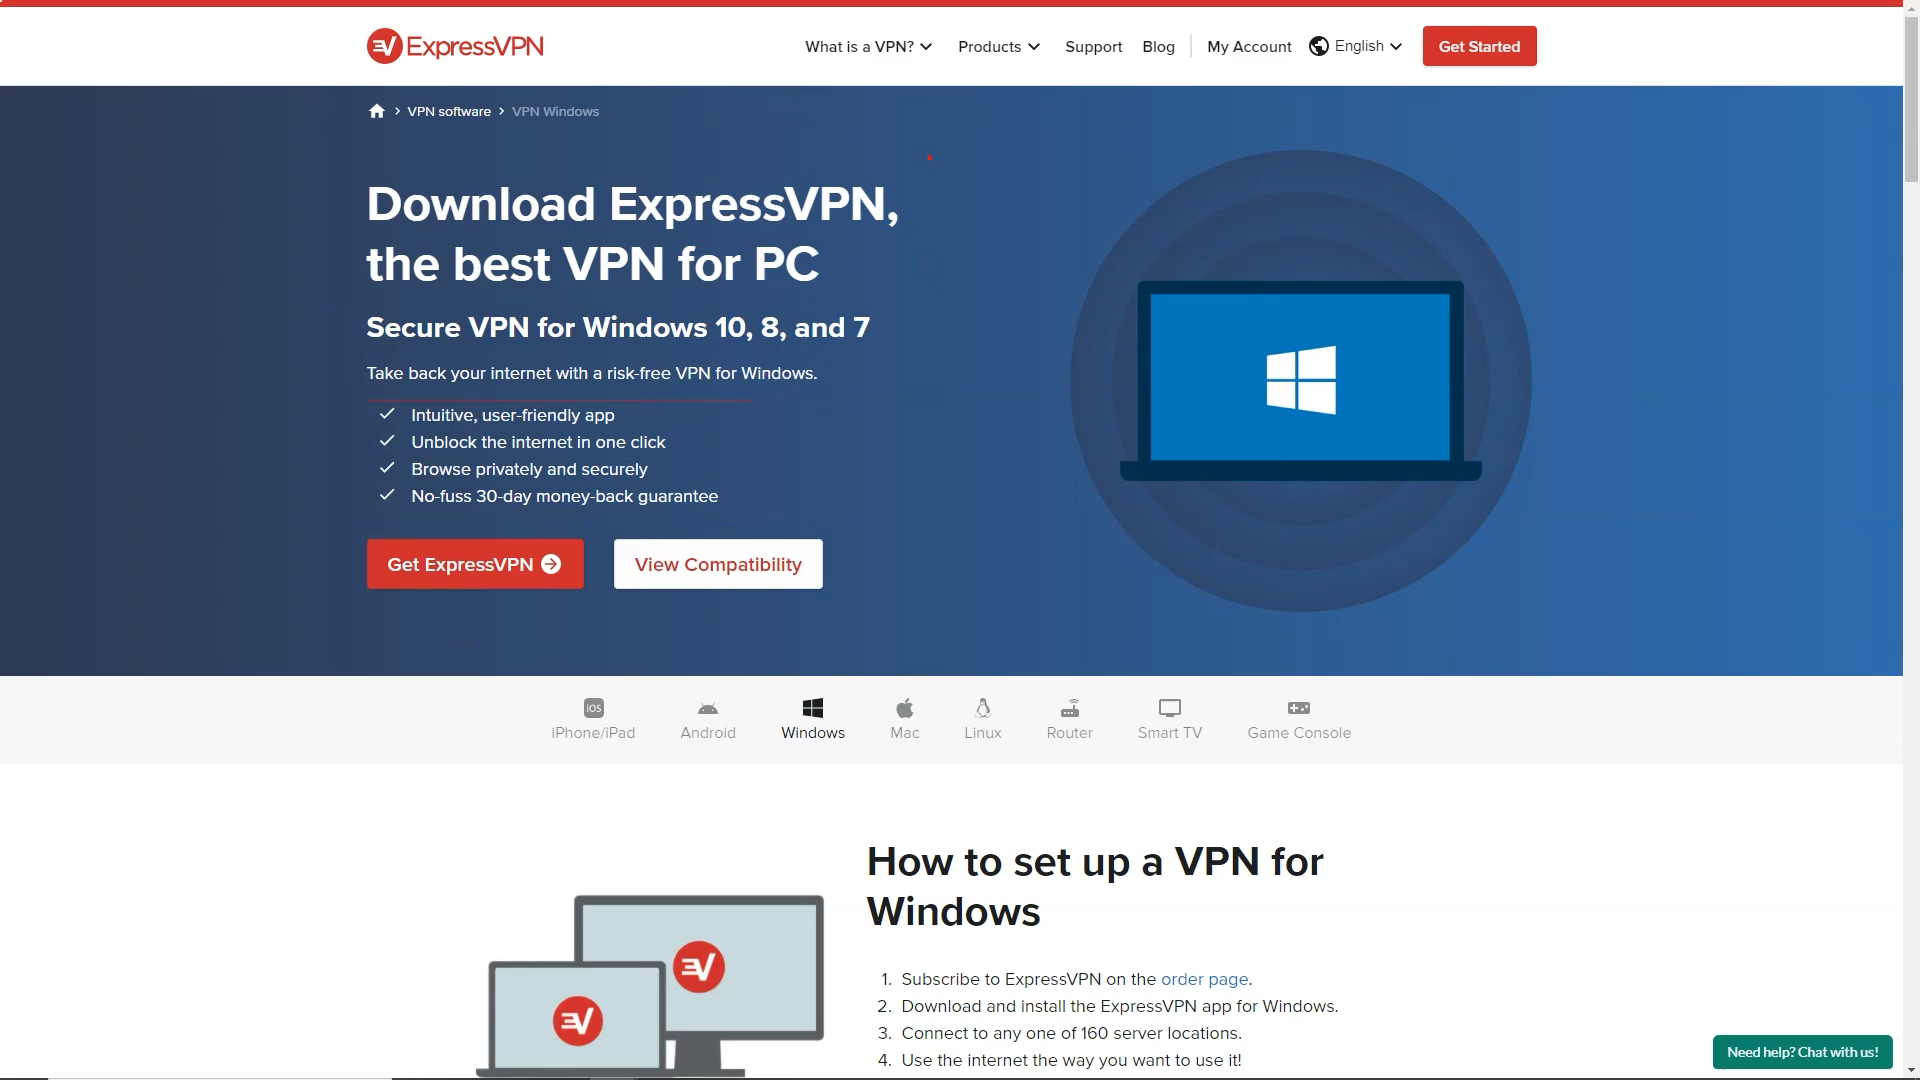 ExpressVPN
What is a VPN? Products Support Blog My Account English Get Started
> VPN software > VPN Windows
Download ExpressVPN,
the best VPN for PC
Secure VPN for Windows 10, 8, and 7
Take back your internet with a risk-free VPN for Windows.
Intuitive, user-friendly app
Unblock the internet in one click
Browse privately and securely
No-fuss 30-day money-back guarantee
Get ExpressVPN View Compatibility
iOS
iPhone/iPad Android Windows Mac Linux Router Smart TV Game Console
How to set up a VPN for
Windows
1. Subscribe to ExpressVPN on the order page.
2. Download and install the ExpressVPN app for Windows.
3. Connect to any one of 160 server locations.
4. Use the internet the way you want to use it!
Need help? Chat with us!